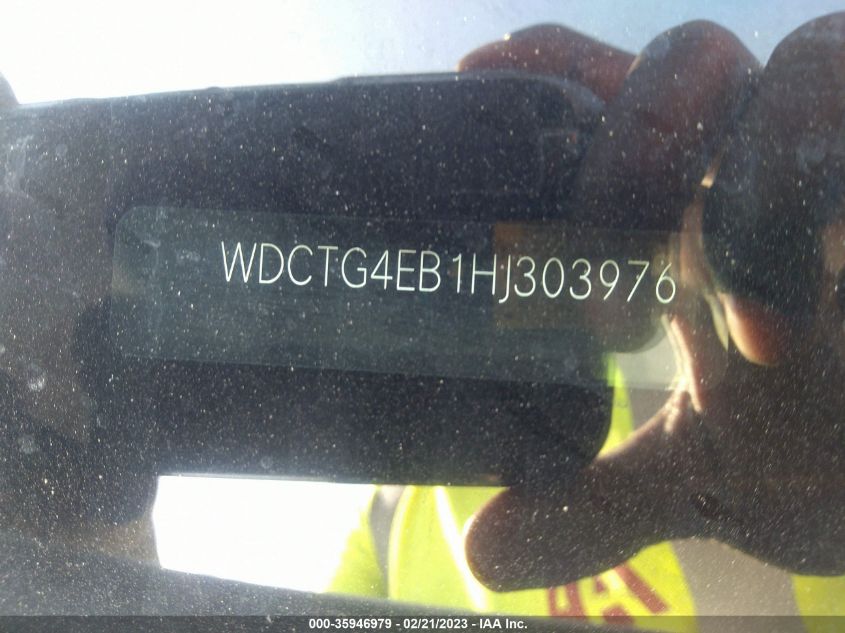 WDCTG4EB1HJ303976
000-35946979 - 02/21/2023 - IAA Inc.